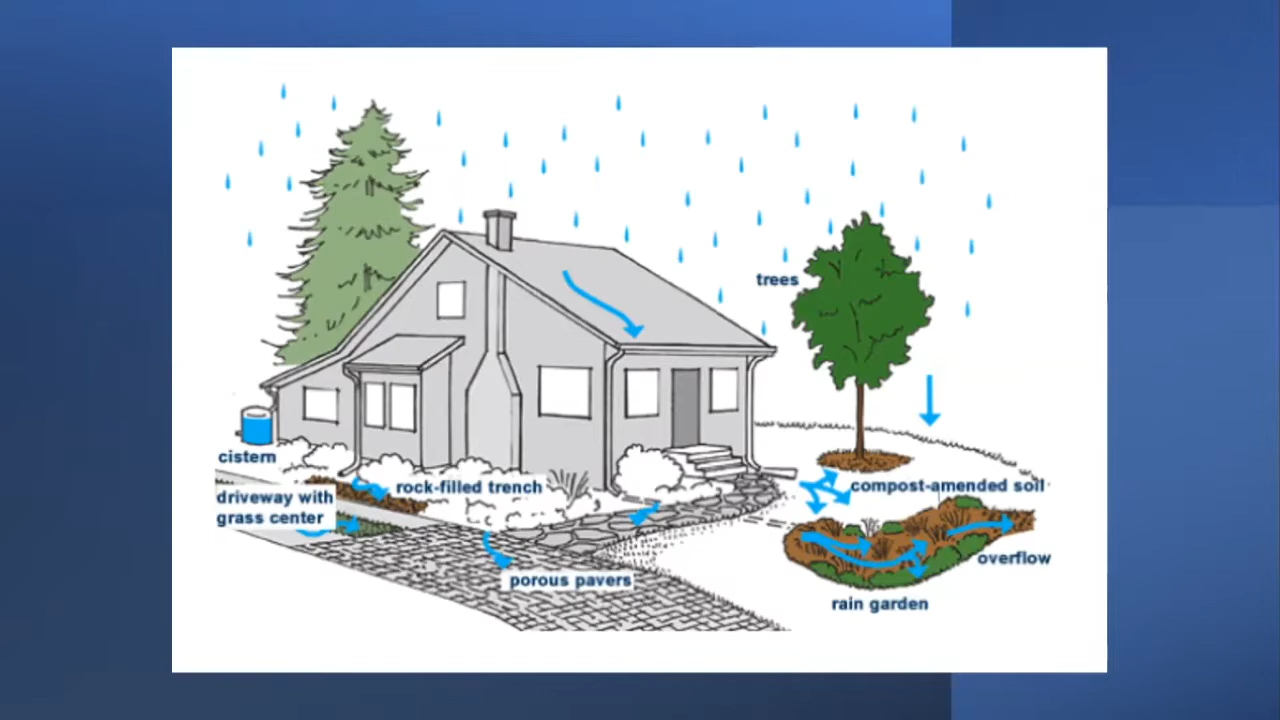 trees
cistern
rock-filled trench
compost-amended soil
driveway with
grass center
overflow
porous pavers
rain garden